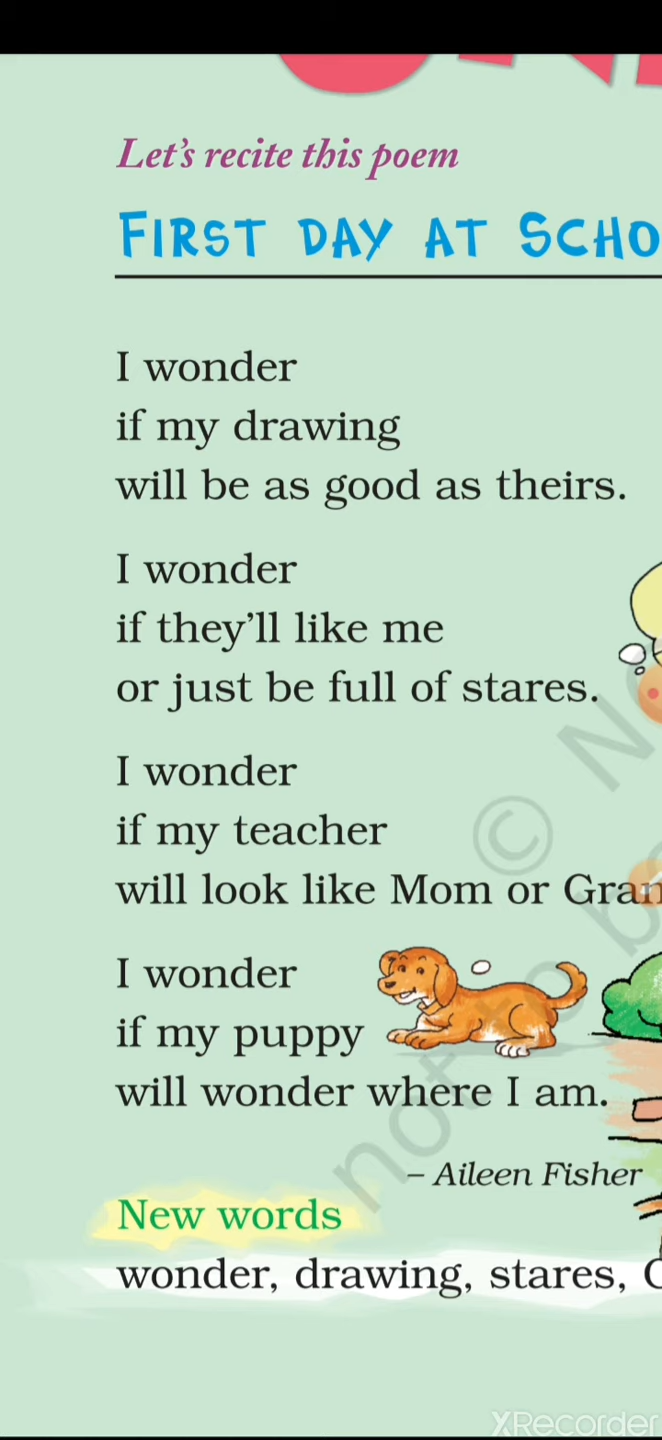 Let's recite this poem
FIRST DAY AT SCHO
I wonder
if my drawing
will be as good as theirs.
I wonder
if they'll like me
or just be full of stares.
I wonder
if my teacher
will look like Mom or Gran
I wonder
if my puppy
will wonder where I am.
– Aileen Fisher
New words
wonder, drawing, stares,
© N
not to b
XRecorder